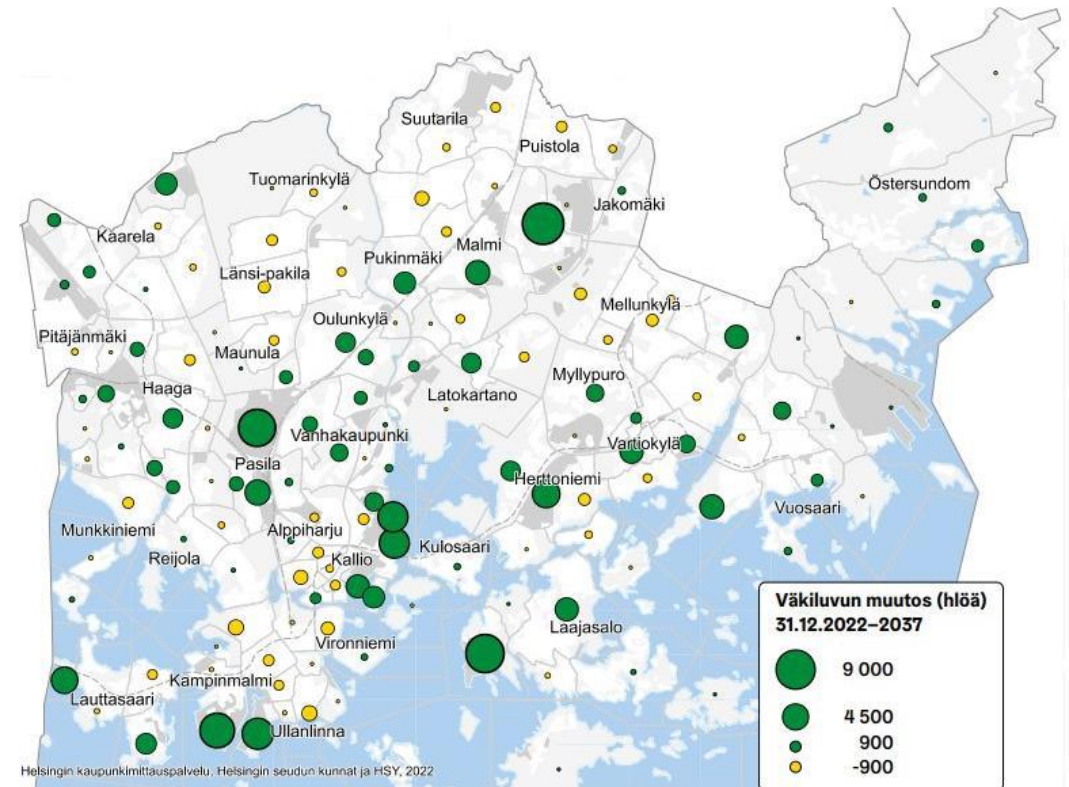 Suutarila
Puistola
Tuomarinkylä
Östersundom
Jakomäki
Kaarela
Malmi
Pukinmäki
Länsi-pakila
Mellunkylä
Oulunkylä
Pitäjänmäki
Maunula
Myllypuro
Haaga
Latokartano
Vanhakaupunki
Vartiokylä
Pasila
Herttoniemi
Vuosaari
Munkkiniemi
Alppiharju
Kulosaari
Reijola
Kallio
Väkiluvun muutos (hlöä)
31.12.2022–2037
Laajasalo
Vironniemi
9 000
Kampinmalmi
Lauttasaari
4 500
Ullanlinna
900
-900
Helsingin kaupunkimittauspalvelu, Helsingin seudun kunnat ja HSY, 2022